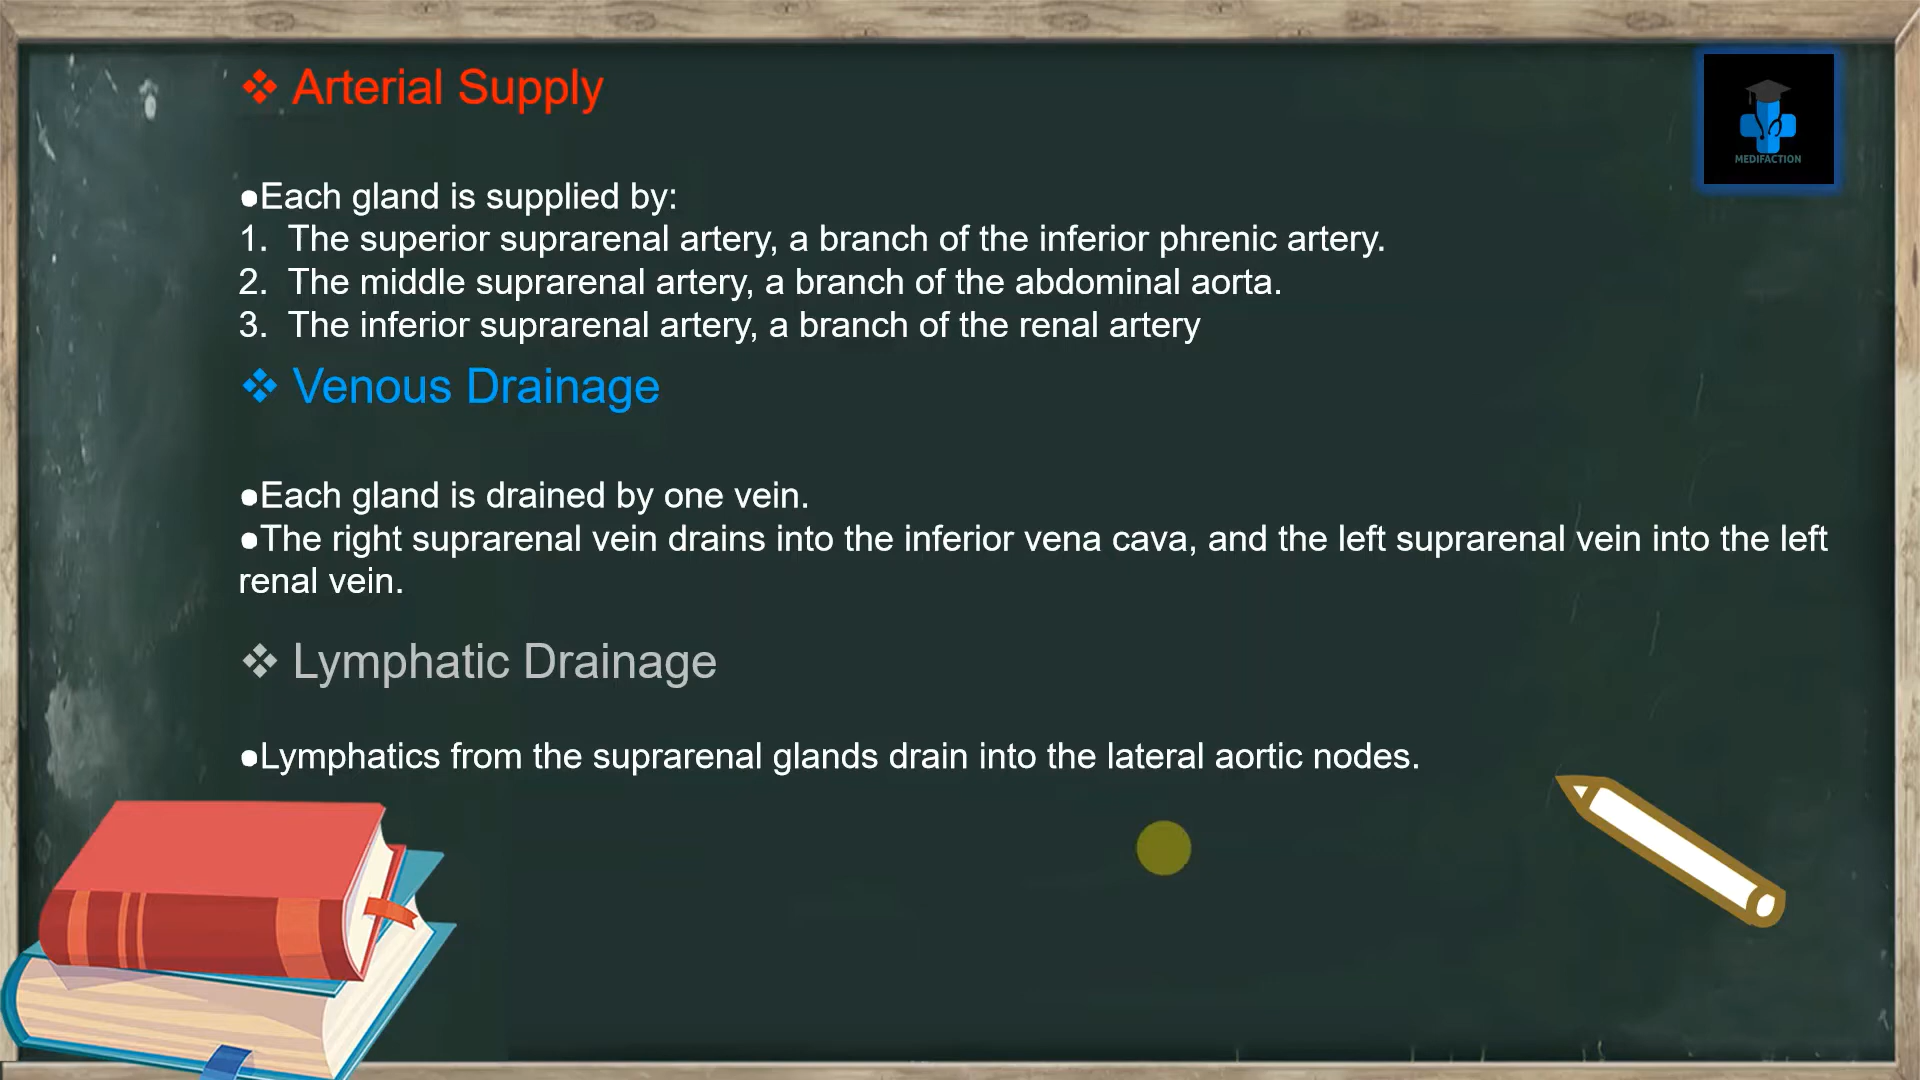 ❖ Arterial Supply
MEDIFACTION
●Each gland is supplied by:
1. The superior suprarenal artery, a branch of the inferior phrenic artery.
2. The middle suprarenal artery, a branch of the abdominal aorta.
3. The inferior suprarenal artery, a branch of the renal artery
❖ Venous Drainage
●Each gland is drained by one vein.
●The right suprarenal vein drains into the inferior vena cava, and the left suprarenal vein into the left
renal vein.
❖ Lymphatic Drainage
●Lymphatics from the suprarenal glands drain into the lateral aortic nodes.